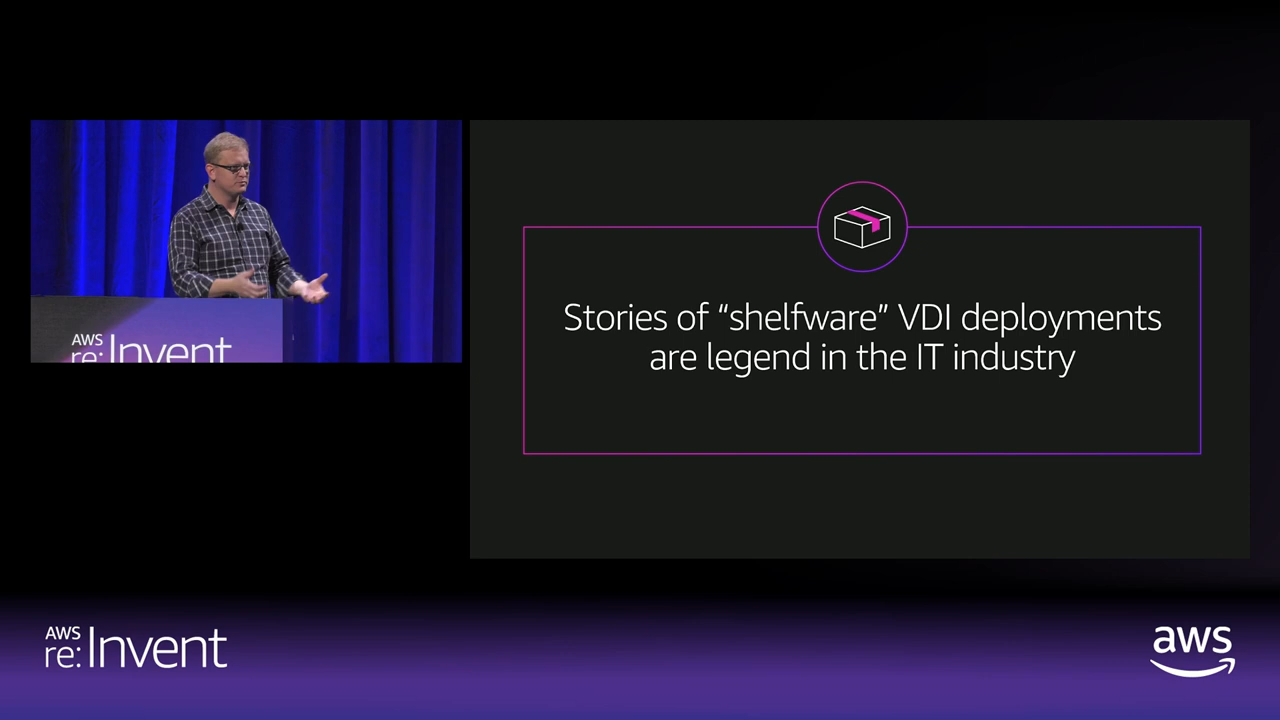 AWS
re:Invent
Stories of “shelfware” VDI deployments
are legend in the IT industry
AWS
re:Invent
aws